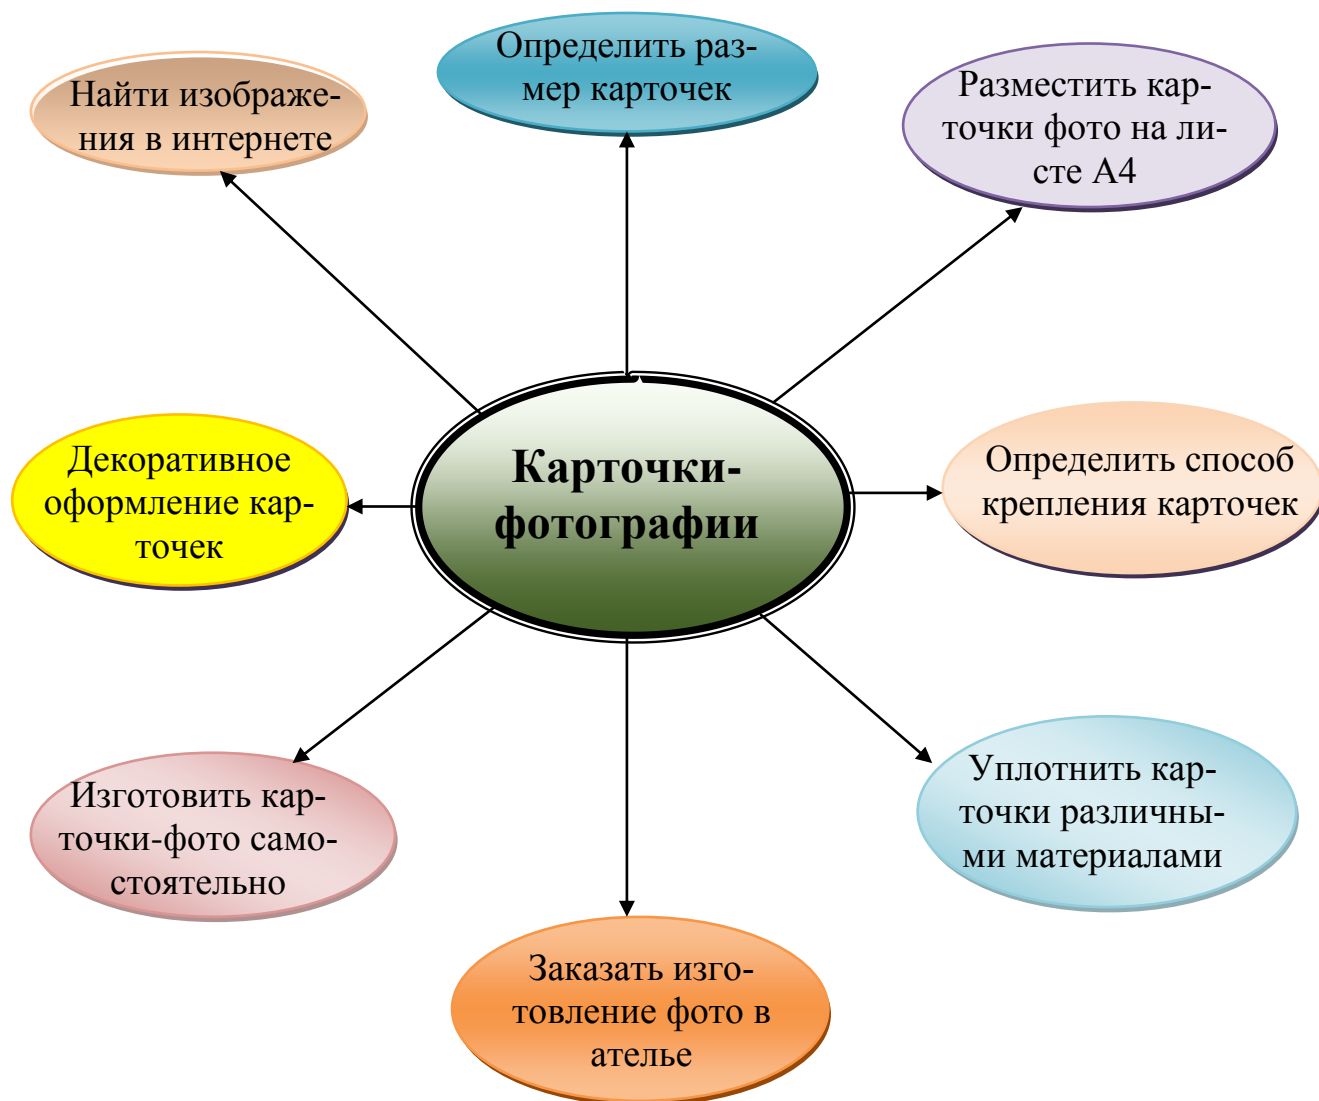 Определить раз-
мер карточек
Найти изображе-
ния в интернете
Разместить кар-
точки фото на ли-
сте А4
Карточки-
фотографии
Декоративное
оформление кар-
точек
Определить способ
крепления карточек
Изготовить кар-
точки-фото само-
стоятельно
Уплотнить кар-
точки различны-
ми материалами
Заказать изго-
товление фото в
ателье